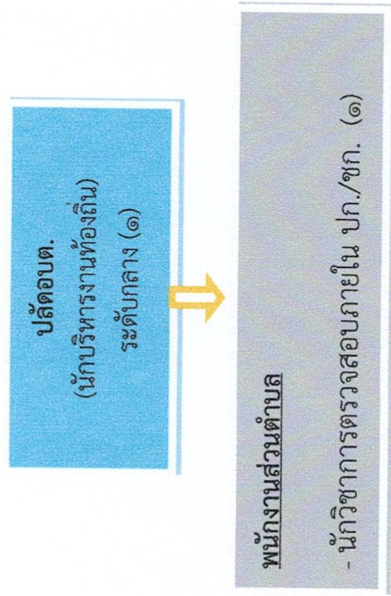 ปลัดอบต.
(นักบริหารงานท้องถิ่น)
ระดับกลาง (๑)
พนักงานส่วนตำบล
- นักวิชาการตรวจสอบภายใน ปก./ชก. (๑)